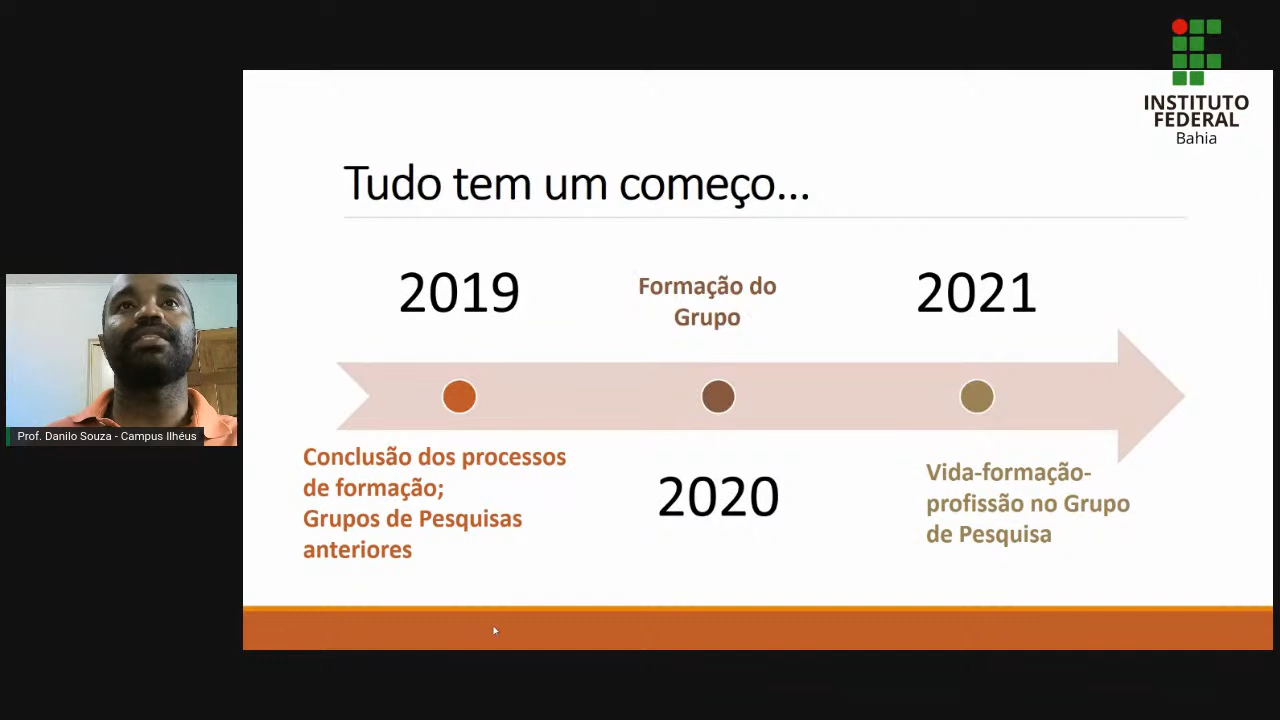 INSTITUTO
FEDERAL
Bahia
Tudo tem um começo...
2019
Formação do
Grupo
2021
Prof. Danilo Souza - Campus Ilhéus
Conclusão dos processos
de formação;
Grupos de Pesquisas
anteriores
2020
Vida-formação-
profissão no Grupo
de Pesquisa